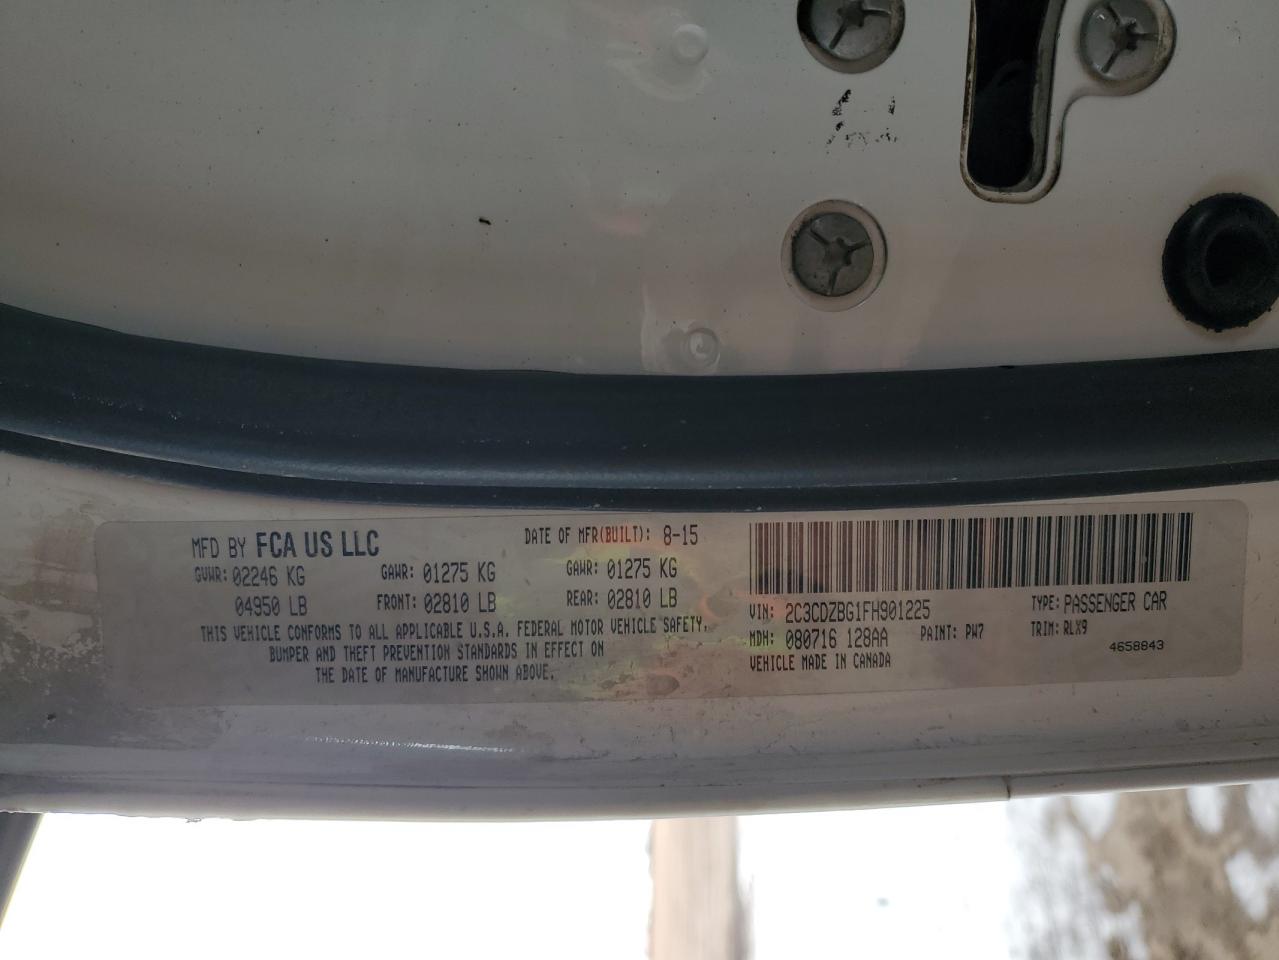 MFD BY FCA US LLC DATE OF MFR(BUILT): 8-15
GVWR: 02246 KG GAWR: 01275 KG GAWR: 01275 KG
04950 LB FRONT: 02810 LB REAR: 02810 LB
THIS VEHICLE CONFORMS TO ALL APPLICABLE U.S.A. FEDERAL MOTOR VEHICLE SAFETY,
BUMPER AND THEFT PREVENTION STANDARDS IN EFFECT ON
THE DATE OF MANUFACTURE SHOWN ABOVE.
VIN: 2C3CDZBG1FH901225 TYPE: PASSENGER CAR
MDH: 080716 128AA PAINT: PW7 TRIM: RLX9
VEHICLE MADE IN CANADA 4658843